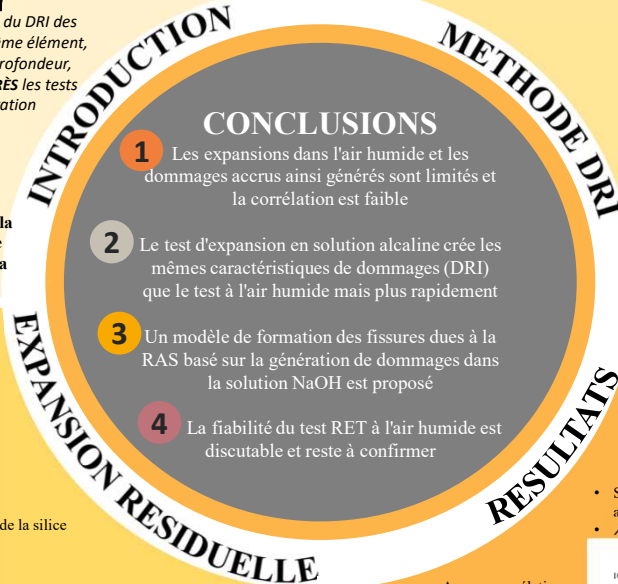 du DRI des
me élément,
rofondeur,
RÈS les tests
ation
INTRODUCTION
METHODE DRI
CONCLUSIONS
1
Les expansions dans l'air humide et les
dommages accrus ainsi générés sont limités et
la corrélation est faible
2
Le test d'expansion en solution alcaline crée les
mêmes caractéristiques de dommages (DRI)
que le test à l'air humide mais plus rapidement
3
Un modèle de formation des fissures dues à la
RAS basé sur la génération de dommages dans
la solution NaOH est proposé
4
La fiabilité du test RET à l'air humide est
discutable et reste à confirmer
la
e
a
EXPANSION RESIDUELLE
RESULTATS
de la silice
• S
a
•